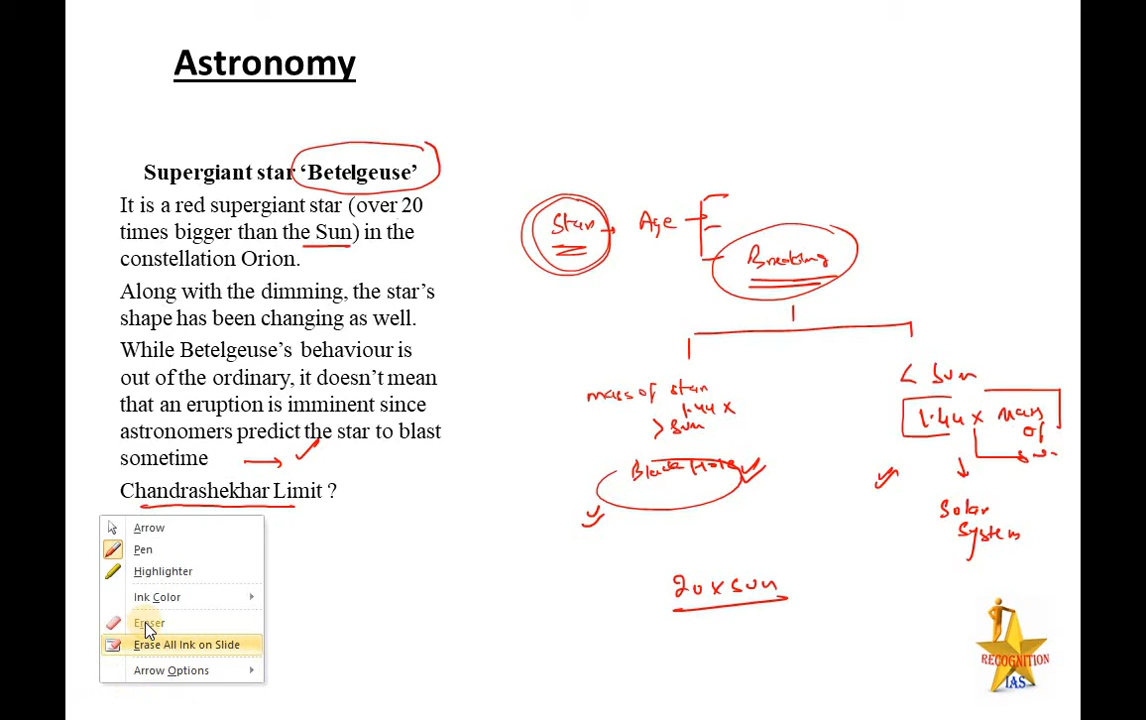 Astronomy
Supergiant star ‘Betelgeuse’
It is a red supergiant star (over 20
times bigger than the Sun) in the
constellation Orion.
Along with the dimming, the star’s
shape has been changing as well.
While Betelgeuse’s behaviour is
out of the ordinary, it doesn’t mean
that an eruption is imminent since
astronomers predict the star to blast
sometime
Chandrashekhar Limit ?
Star
Age
Breaking
mass of star
1.44 x
> Sun
Black Hole
< Sun
1.44 x mass
of
Solar
System
20 x sun
Arrow
Pen
Highlighter
Ink Color
Eraser
Erase All Ink on Slide
Arrow Options
RECOGNITION
IAS